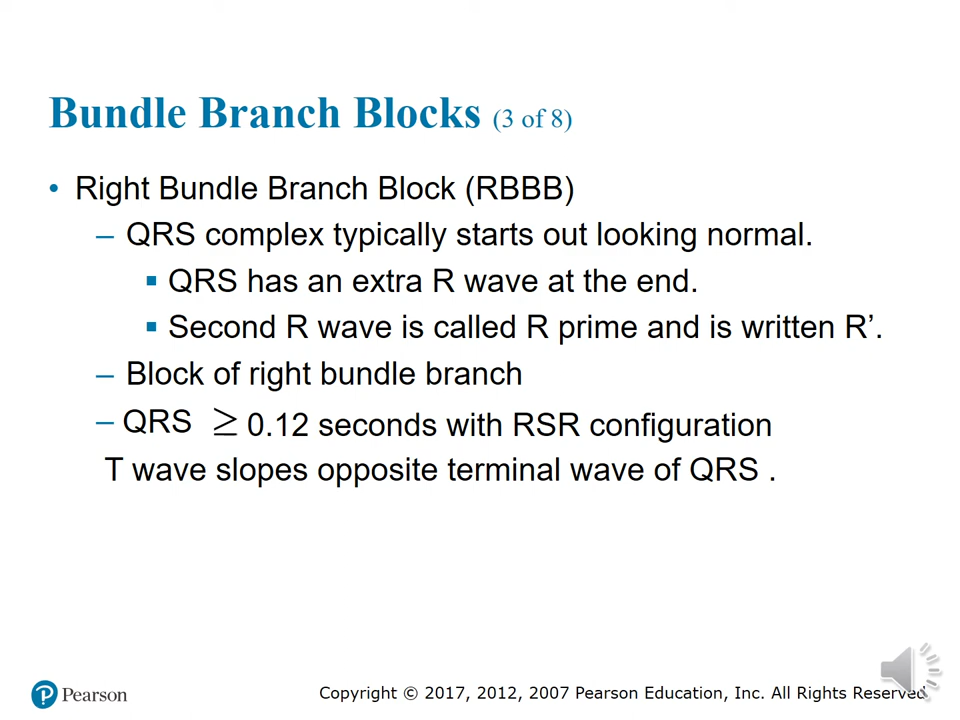 Bundle Branch Blocks (3 of 8)
• Right Bundle Branch Block (RBBB)
– QRS complex typically starts out looking normal.
▪ QRS has an extra R wave at the end.
▪ Second R wave is called R prime and is written R’.
– Block of right bundle branch
– QRS ≥ 0.12 seconds with RSR configuration
T wave slopes opposite terminal wave of QRS .
Pearson
Copyright © 2017, 2012, 2007 Pearson Education, Inc. All Rights Reserved